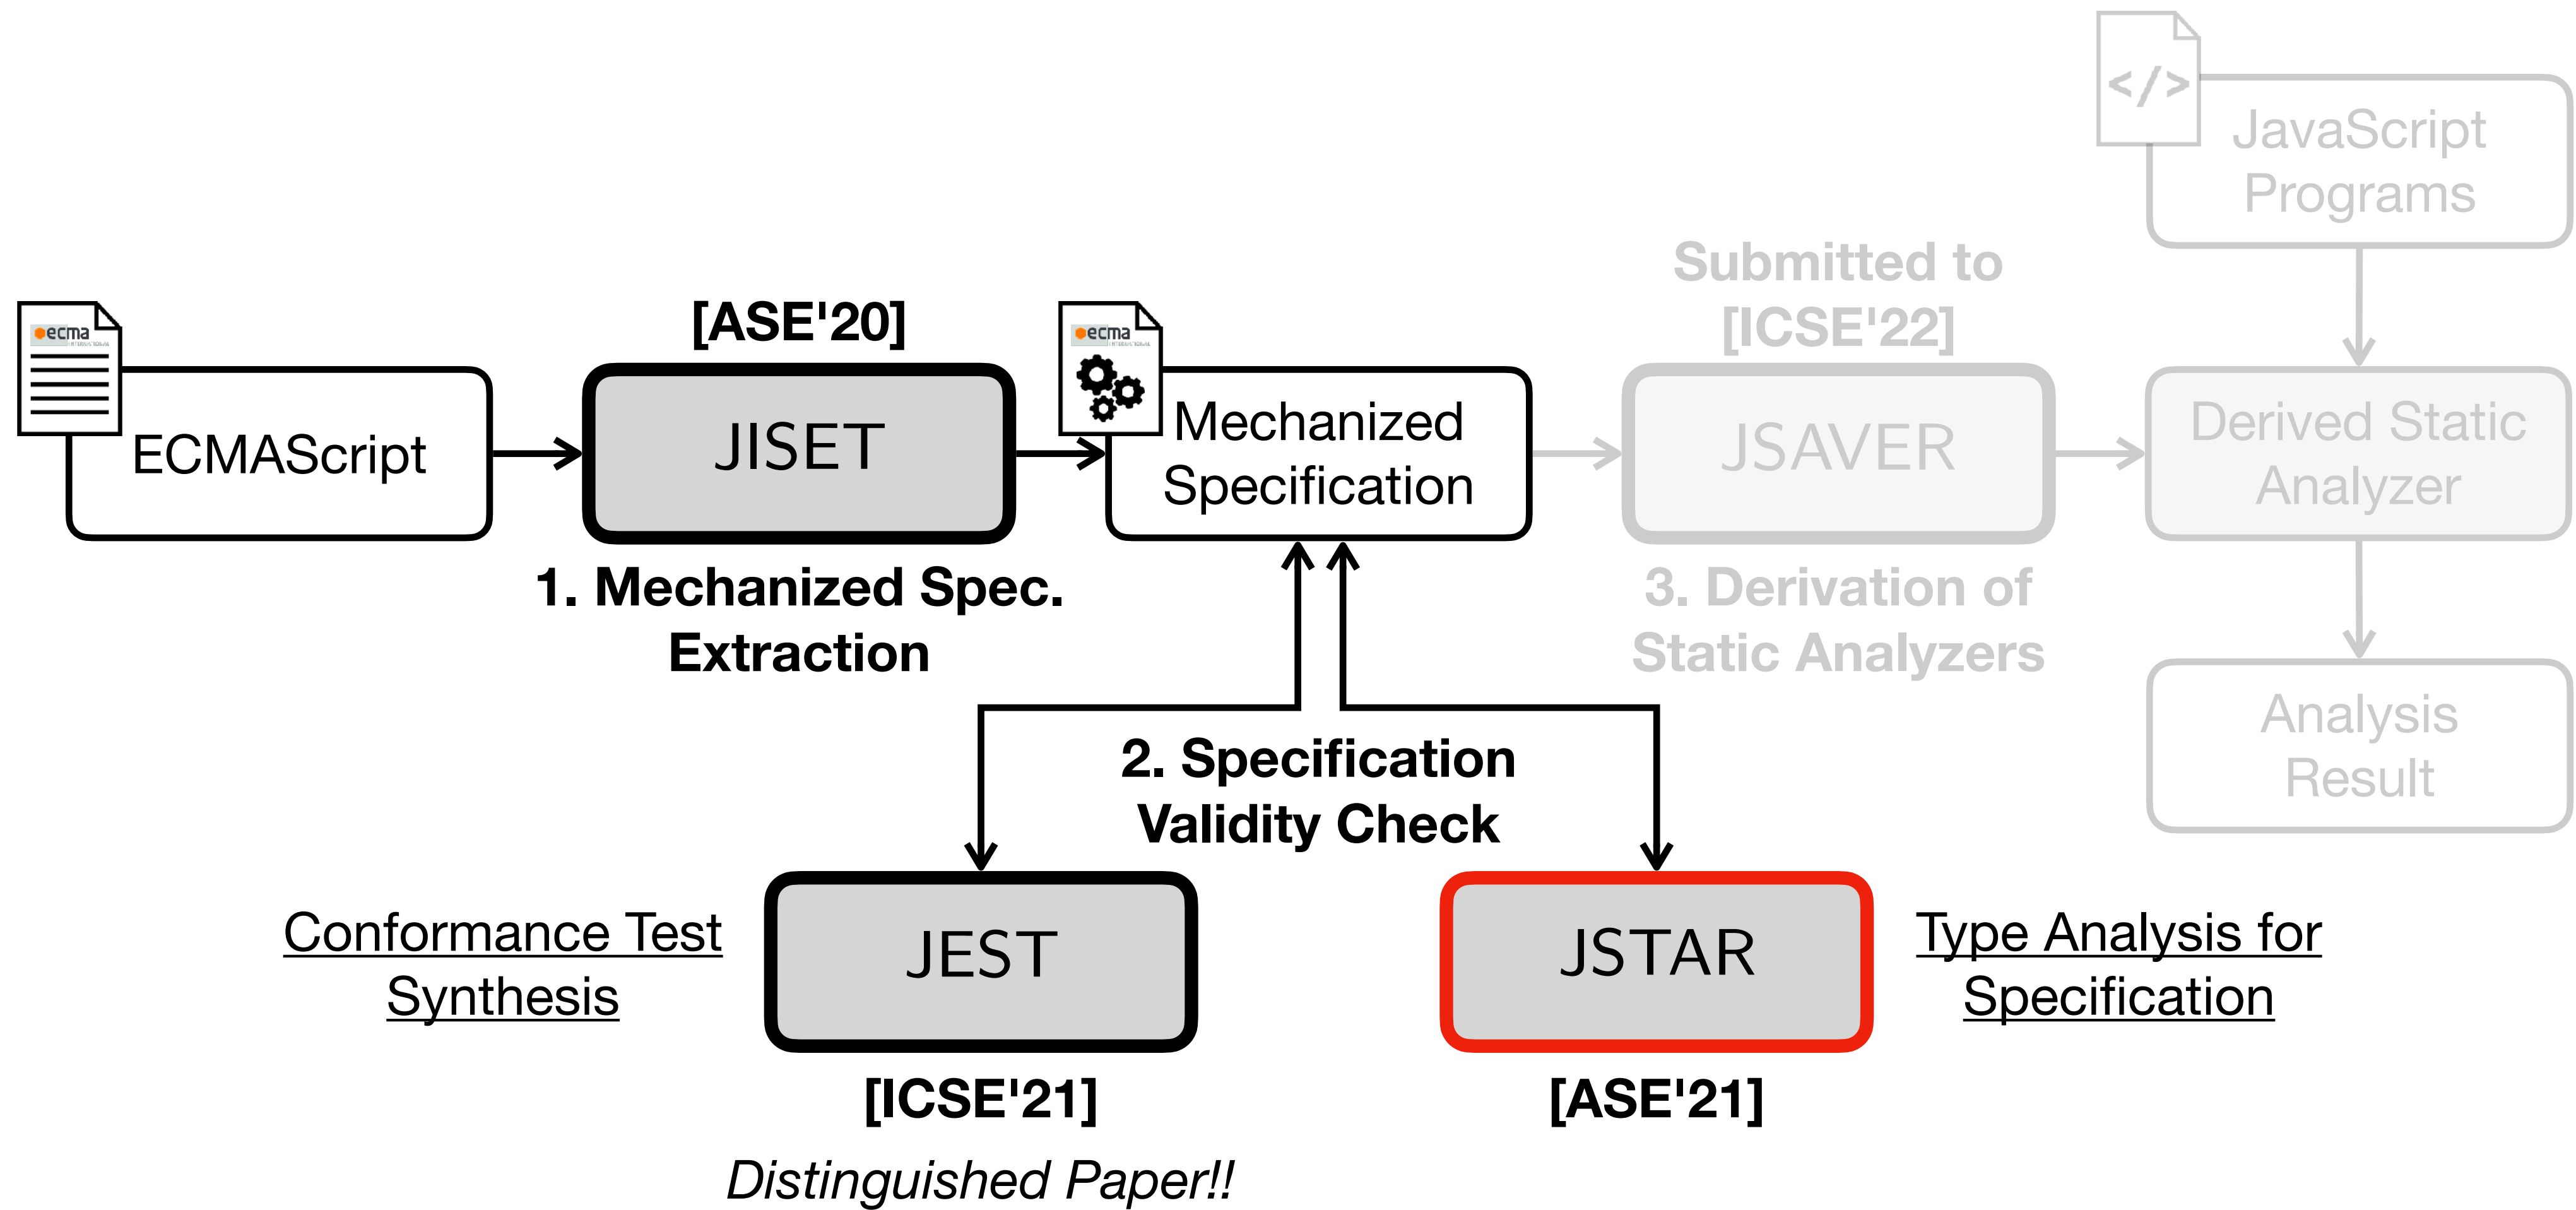 </>
JavaScript
Programs
Submitted to
[ICSE'22]
[ASE'20]
ecma
ecma
ECMAScript
JISET
Mechanized
Specification
JSAVER
Derived Static
Analyzer
1. Mechanized Spec.
Extraction
3. Derivation of
Static Analyzers
Analysis
Result
2. Specification
Validity Check
Conformance Test
Synthesis
JEST
JSTAR
Type Analysis for
Specification
[ICSE'21]
[ASE'21]
Distinguished Paper!!